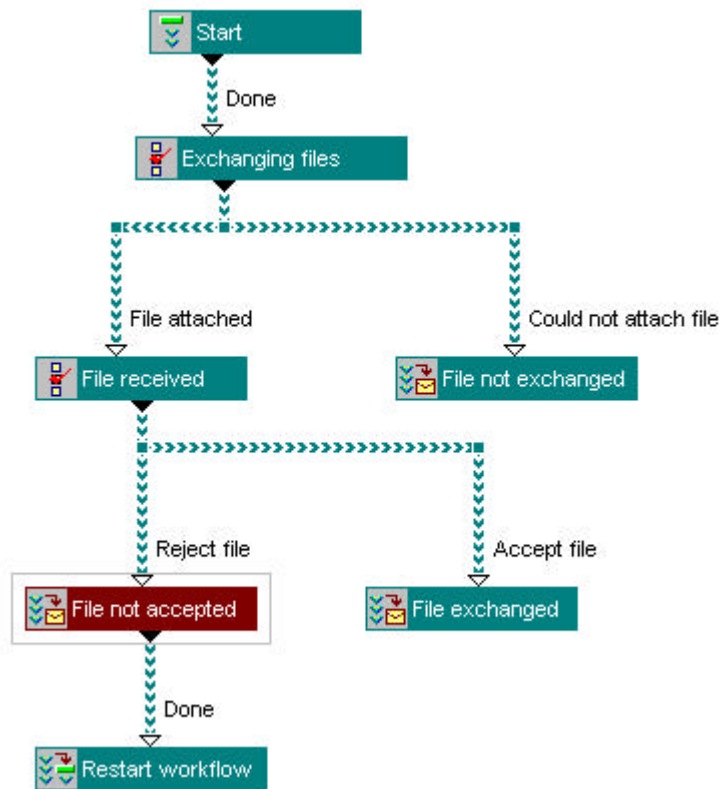 Start
Done
Exchanging files
File attached
Could not attach file
File received
File not exchanged
Reject file
Accept file
File not accepted
File exchanged
Done
Restart workflow